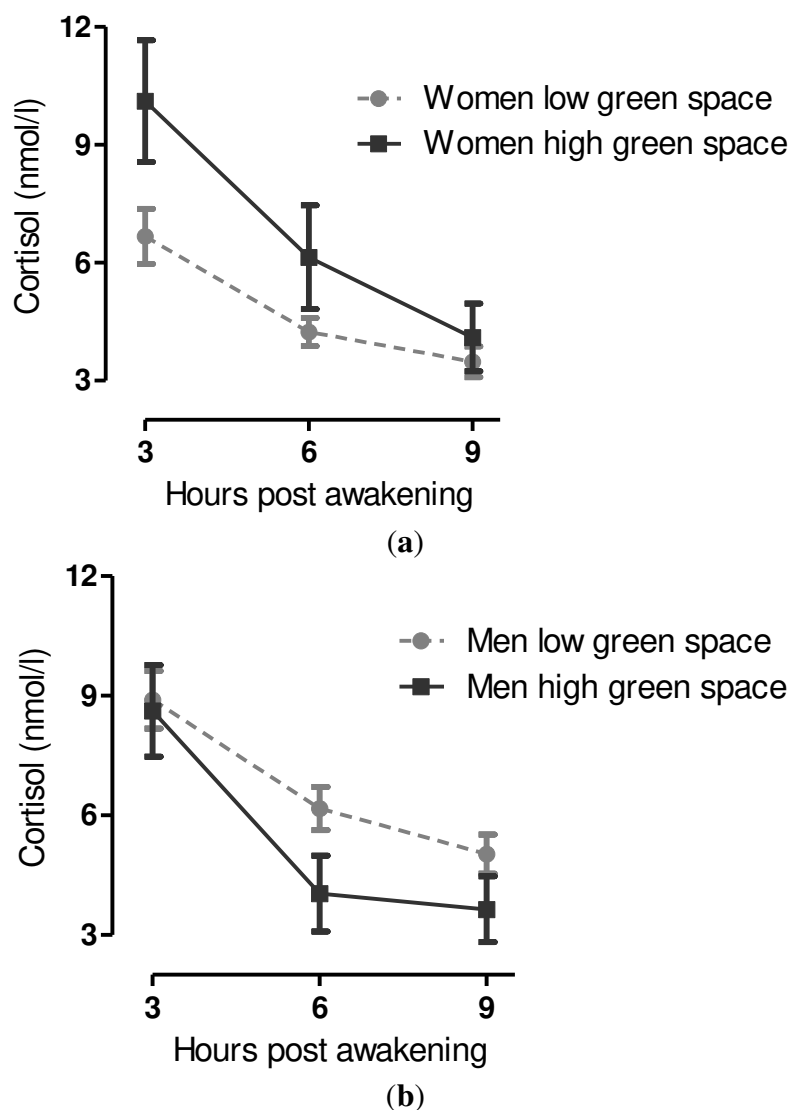 12
Women low green space
Women high green space
9
6
3
Cortisol (nmol/l)
3 6 9
Hours post awakening
(a)
12
Men low green space
Men high green space
9
6
3
Cortisol (nmol/l)
3 6 9
Hours post awakening
(b)